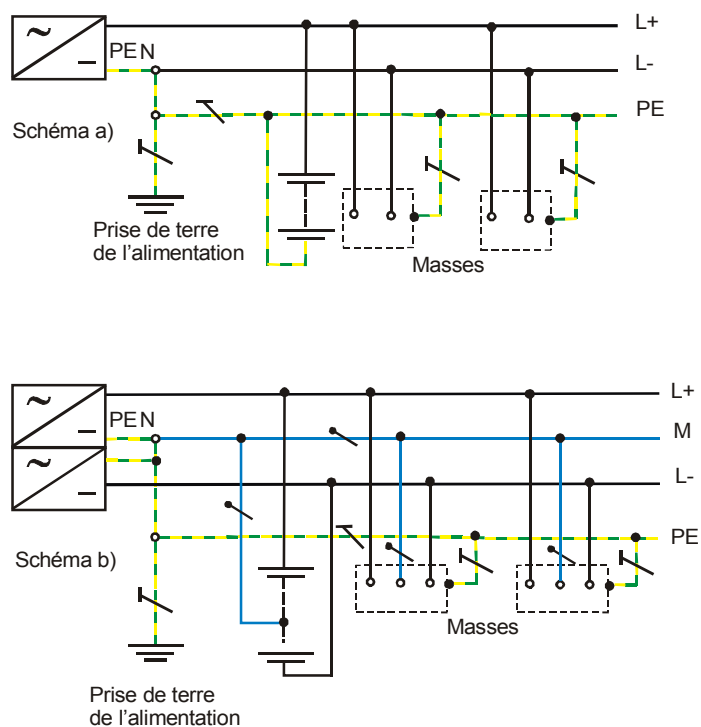 L+
PEN
L-
PE
Schéma a)
Prise de terre
de l'alimentation
Masses
L+
PEN
M
L-
PE
Schéma b)
Masses
Prise de terre
de l'alimentation